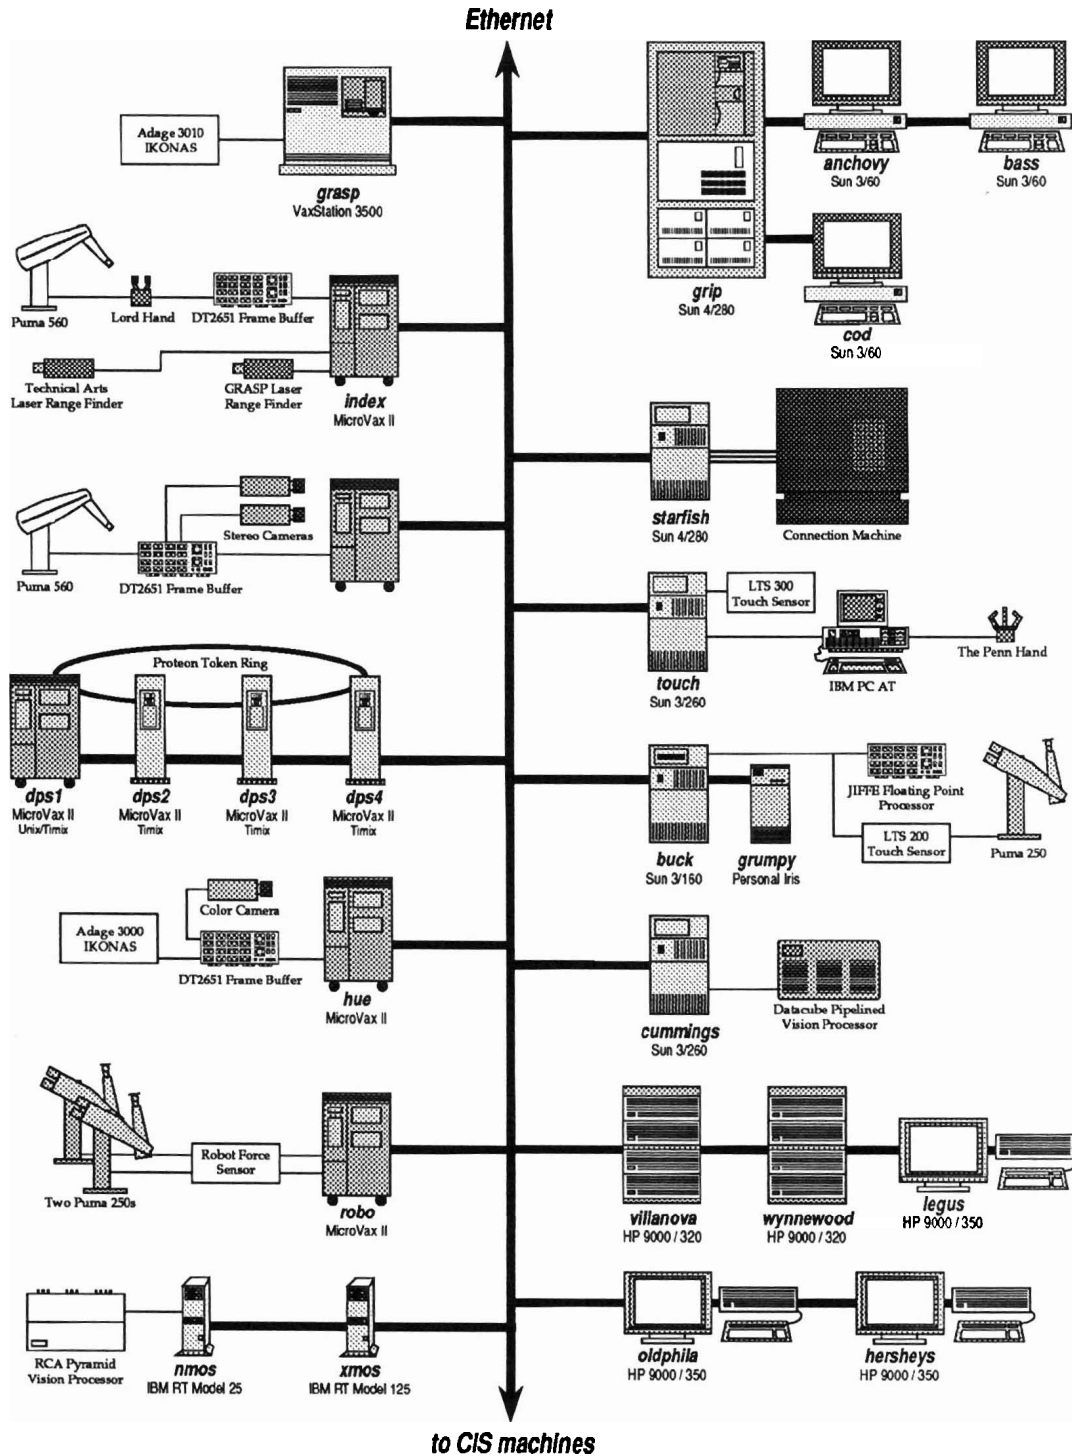 Ethernet
Adage 3010
IKONAS
grasp
VaxStation 3500
Puma 560
Lord Hand
DT2651 Frame Buffer
Technical Arts
Laser Range Finder
GRASP Laser
Range Finder
index
MicroVax II
Stereo Cameras
Puma 560
DT2651 Frame Buffer
Proteon Token Ring
dps1
MicroVax II
Unix/Timix
dps2
MicroVax II
Timix
dps3
MicroVax II
Timix
dps4
MicroVax II
Timix
Color Camera
Adage 3000
IKONAS
DT2651 Frame Buffer
hue
MicroVax II
Robot Force
Sensor
Two Puma 250s
robo
MicroVax II
RCA Pyramid
Vision Processor
nmos
IBM RT Model 25
xmos
IBM RT Model 125
grip
Sun 4/280
anchovy
Sun 3/60
bass
Sun 3/60
cod
Sun 3/60
starfish
Sun 4/280
Connection Machine
LTS 300
Touch Sensor
touch
Sun 3/260
IBM PC AT
The Penn Hand
buck
Sun 3/160
grumpy
Personal Iris
JIFFE Floating Point
Processor
LTS 200
Touch Sensor
Puma 250
cummings
Sun 3/260
Datacube Pipelined
Vision Processor
villanova
HP 9000 / 320
wynnewood
HP 9000 / 320
legus
HP 9000 / 350
oldphila
HP 9000 / 350
hersheys
HP 9000 / 350
to CIS machines